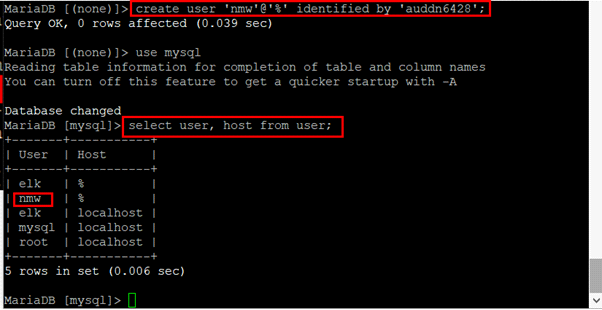 MariaDB [(none)]> create user 'nmw'@'%' identified by 'auddn6428';
Query OK, 0 rows affected (0.039 sec)
MariaDB [(none)]> use mysql
Reading table information for completion of table and column names
You can turn off this feature to get a quicker startup with -A
Database changed
MariaDB [mysql]> select user, host from user;
+-------+-----------+
| User  | Host      |
+-------+-----------+
| elk   | %         |
| nmw   | %         |
| elk   | localhost |
| mysql | localhost |
| root  | localhost |
+-------+-----------+
5 rows in set (0.006 sec)
MariaDB [mysql]>